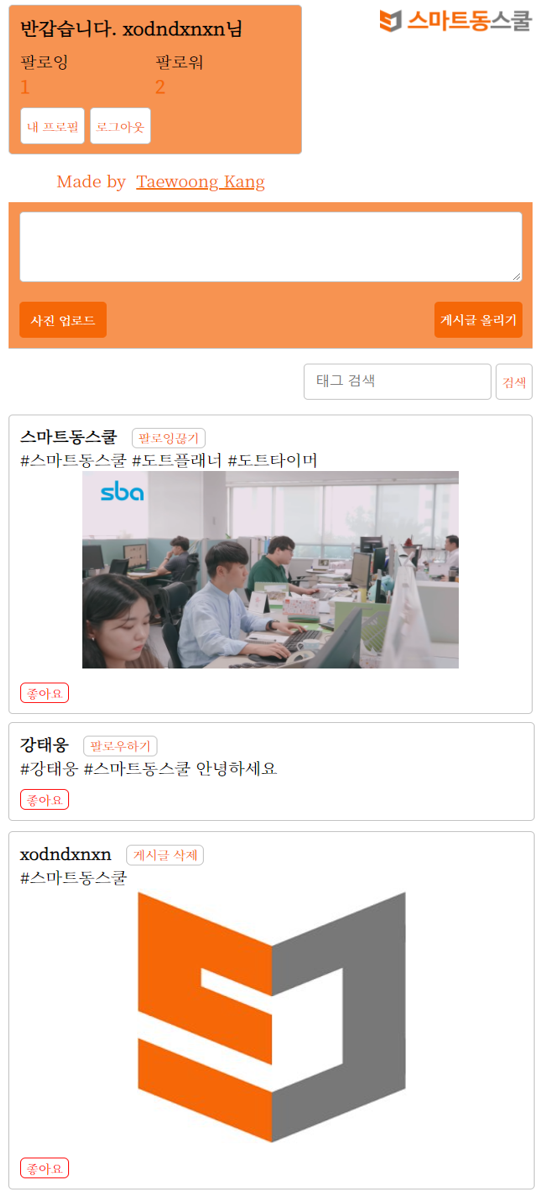 반갑습니다. xodndxnxn님
스마트동스쿨
팔로잉 팔로워
1 2
내 프로필 로그아웃
Made by Taewoong Kang
사진 업로드 게시글 올리기
태그 검색 검색
스마트동스쿨 팔로잉끊기
#스마트동스쿨 #도트플래너 #도트타이머
sba
좋아요
강태웅 팔로우하기
#강태웅 #스마트동스쿨 안녕하세요
좋아요
xodndxnxn 게시글 삭제
#스마트동스쿨
좋아요